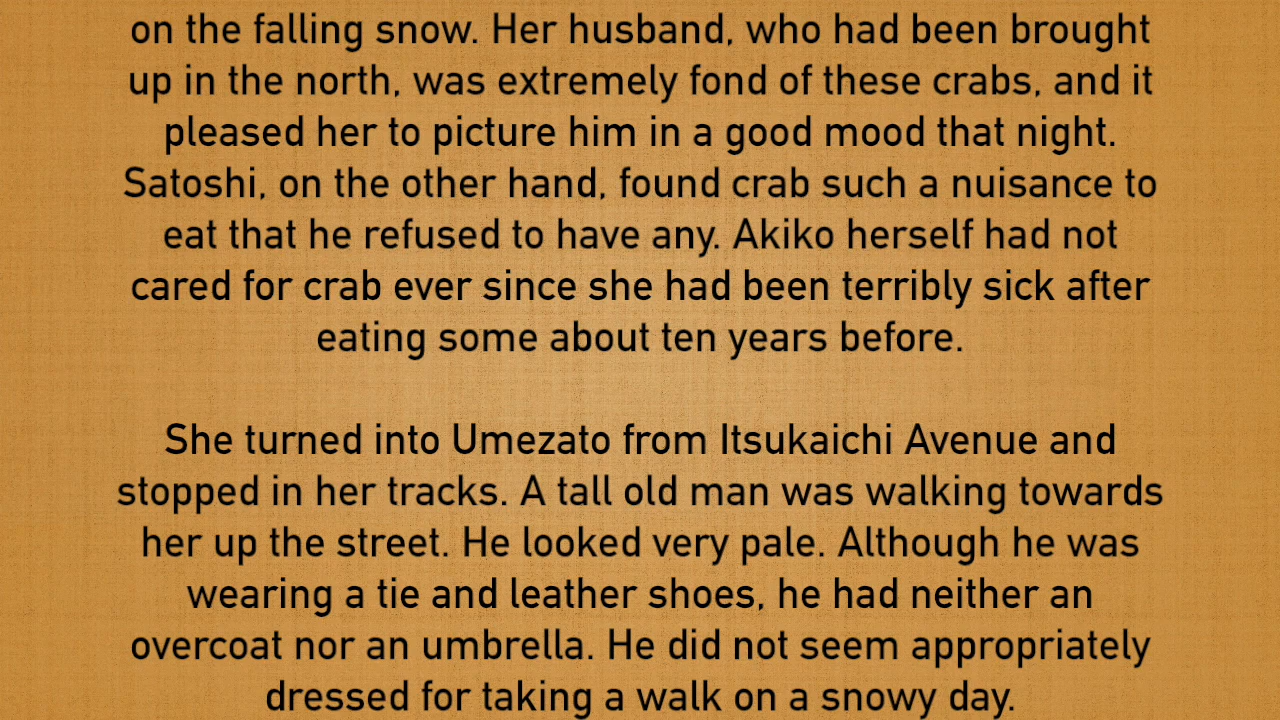 on the falling snow. Her husband, who had been brought
up in the north, was extremely fond of these crabs, and it
pleased her to picture him in a good mood that night.
Satoshi, on the other hand, found crab such a nuisance to
eat that he refused to have any. Akiko herself had not
cared for crab ever since she had been terribly sick after
eating some about ten years before.
She turned into Umezato from Itsukaichi Avenue and
stopped in her tracks. A tall old man was walking towards
her up the street. He looked very pale. Although he was
wearing a tie and leather shoes, he had neither an
overcoat nor an umbrella. He did not seem appropriately
dressed for taking a walk on a snowy day.